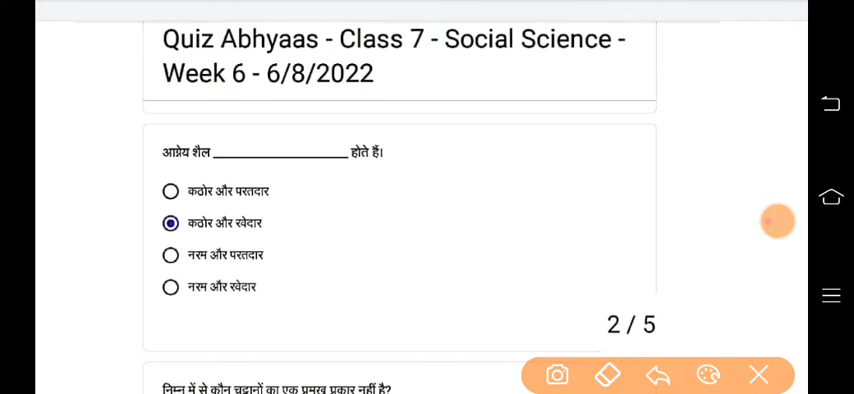 Quiz Abhyaas - Class 7 - Social Science -
Week 6 - 6/8/2022
आग्नेय शैल ____________ होते हैं।
कठोर और परतदार
कठोर और रवेदार
नरम और परतदार
नरम और रवेदार
2 / 5
निम्न में से कौन चट्टानों का एक प्रमुख प्रकार नहीं है?